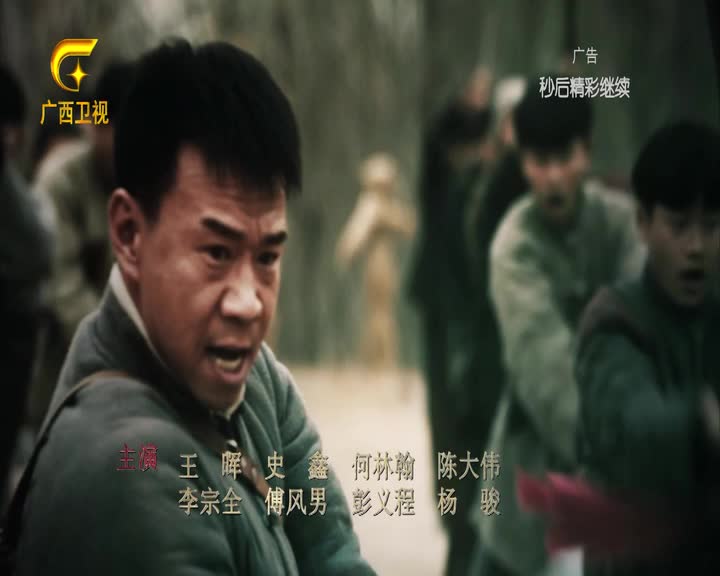 广告
秒后精彩继续
广西卫视
主演
王晖 史鑫 何林翰 陈大伟
李宗全 傅风男 彭义程 杨骏